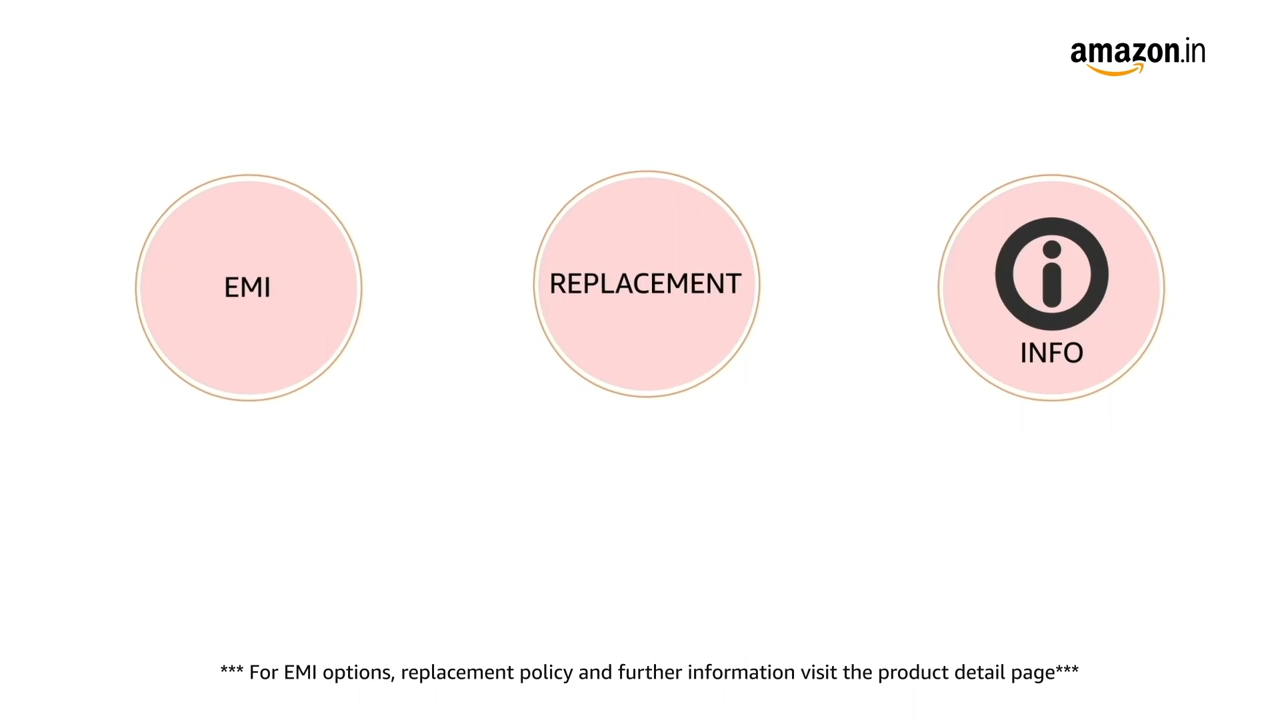 amazon.in
EMI
REPLACEMENT
INFO
*** For EMI options, replacement policy and further information visit the product detail page***